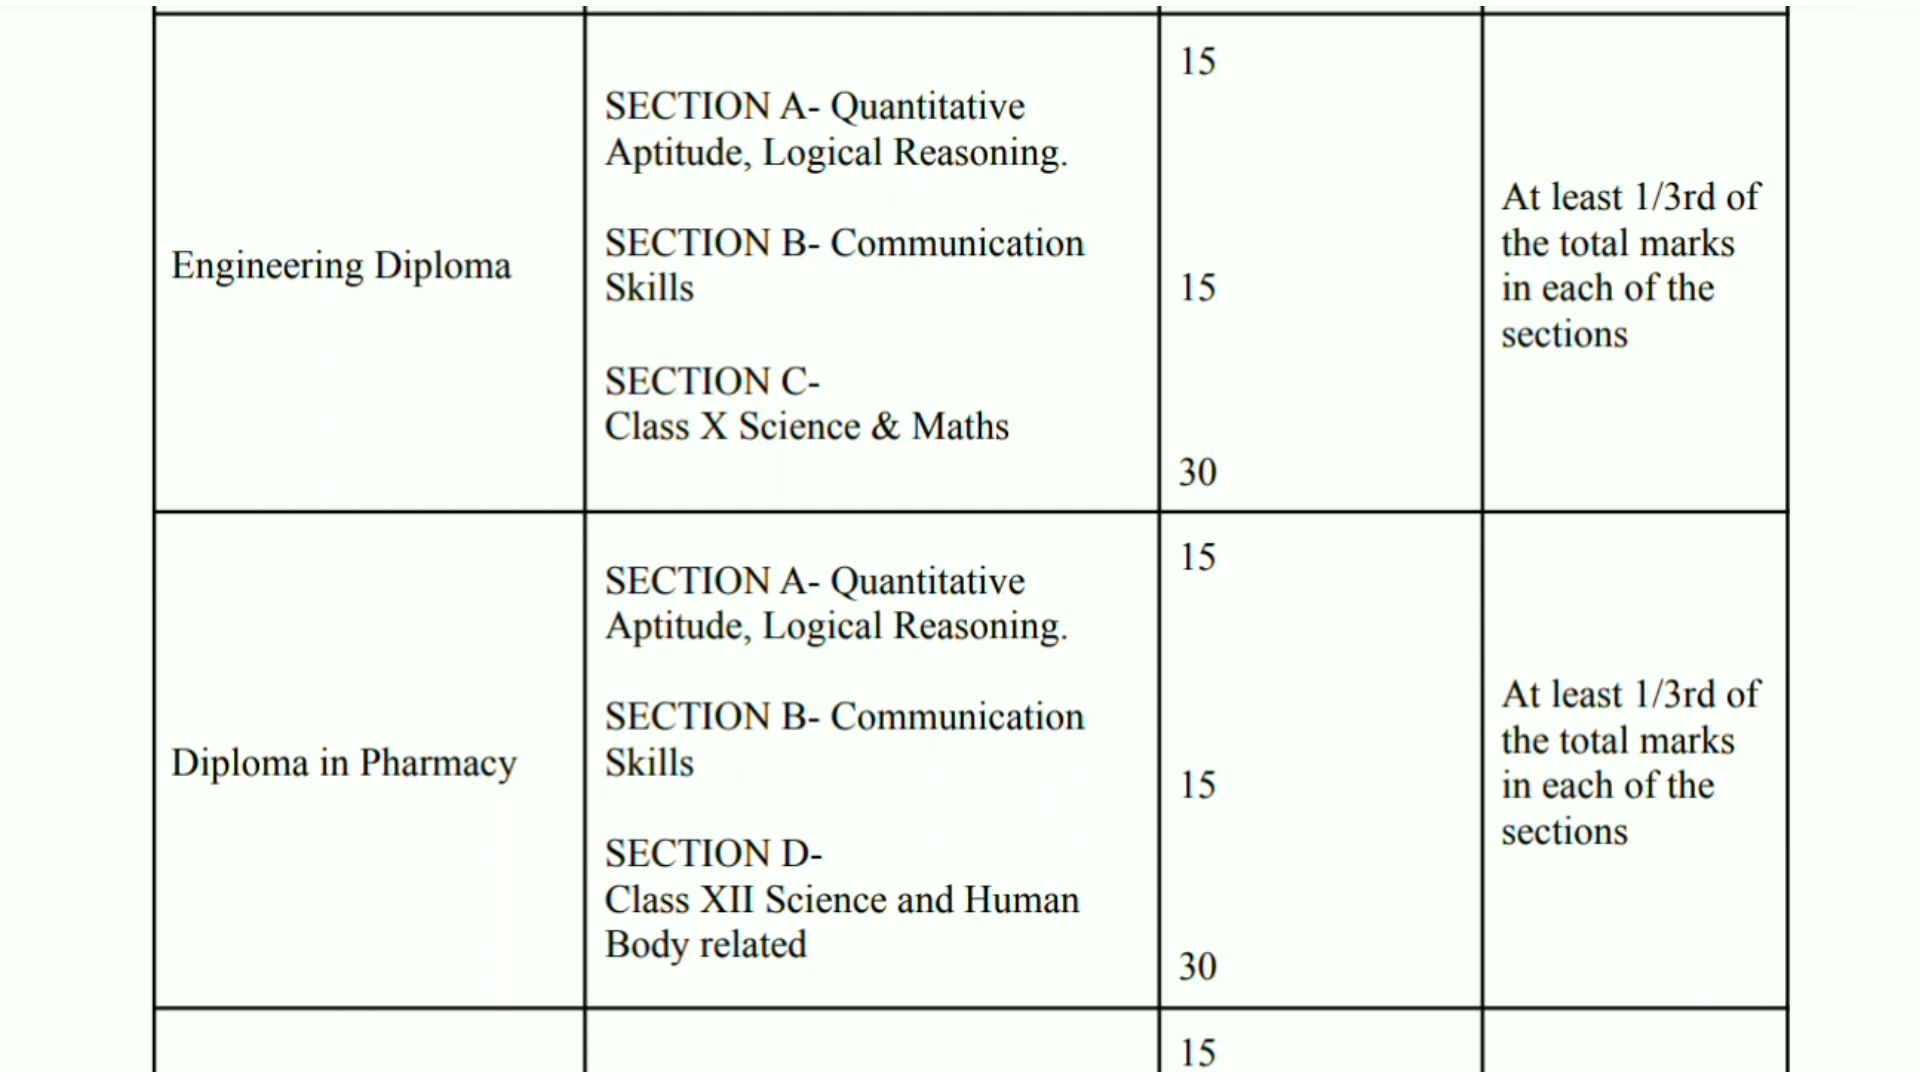 Engineering Diploma
SECTION A- Quantitative
Aptitude, Logical Reasoning.
SECTION B- Communication
Skills
SECTION C-
Class X Science & Maths
15
15
30
At least 1/3rd of
the total marks
in each of the
sections
Diploma in Pharmacy
SECTION A- Quantitative
Aptitude, Logical Reasoning.
SECTION B- Communication
Skills
SECTION D-
Class XII Science and Human
Body related
15
15
30
At least 1/3rd of
the total marks
in each of the
sections
15